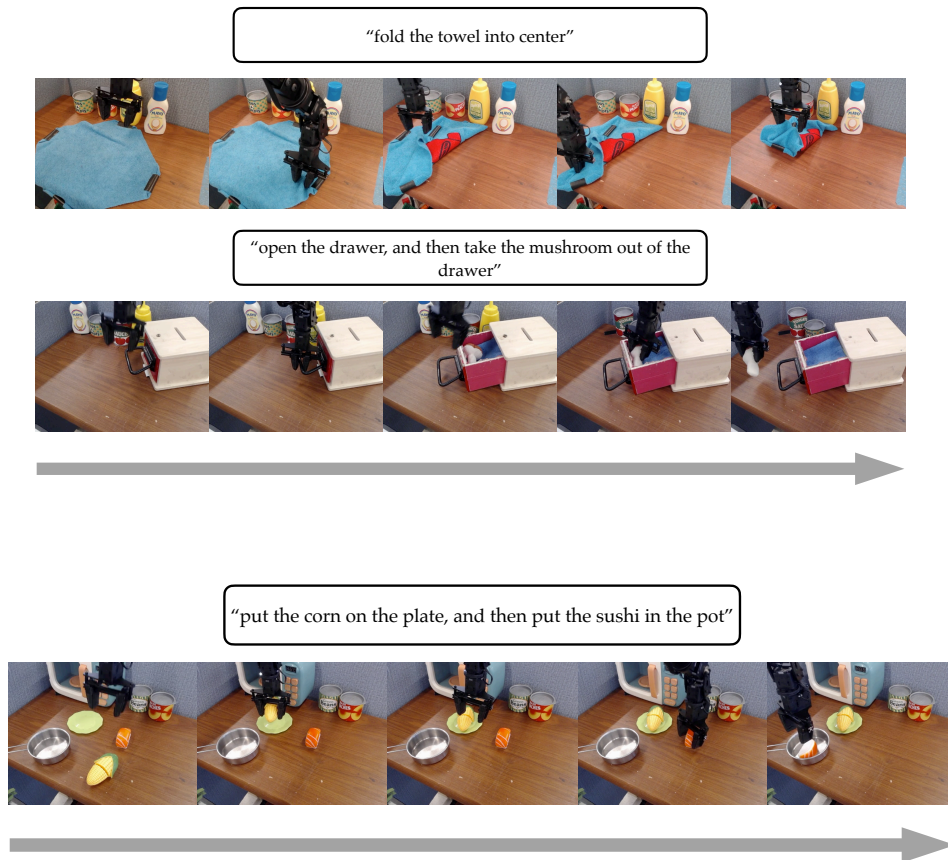 “fold the towel into center”
“open the drawer, and then take the mushroom out of the
drawer”
“put the corn on the plate, and then put the sushi in the pot”